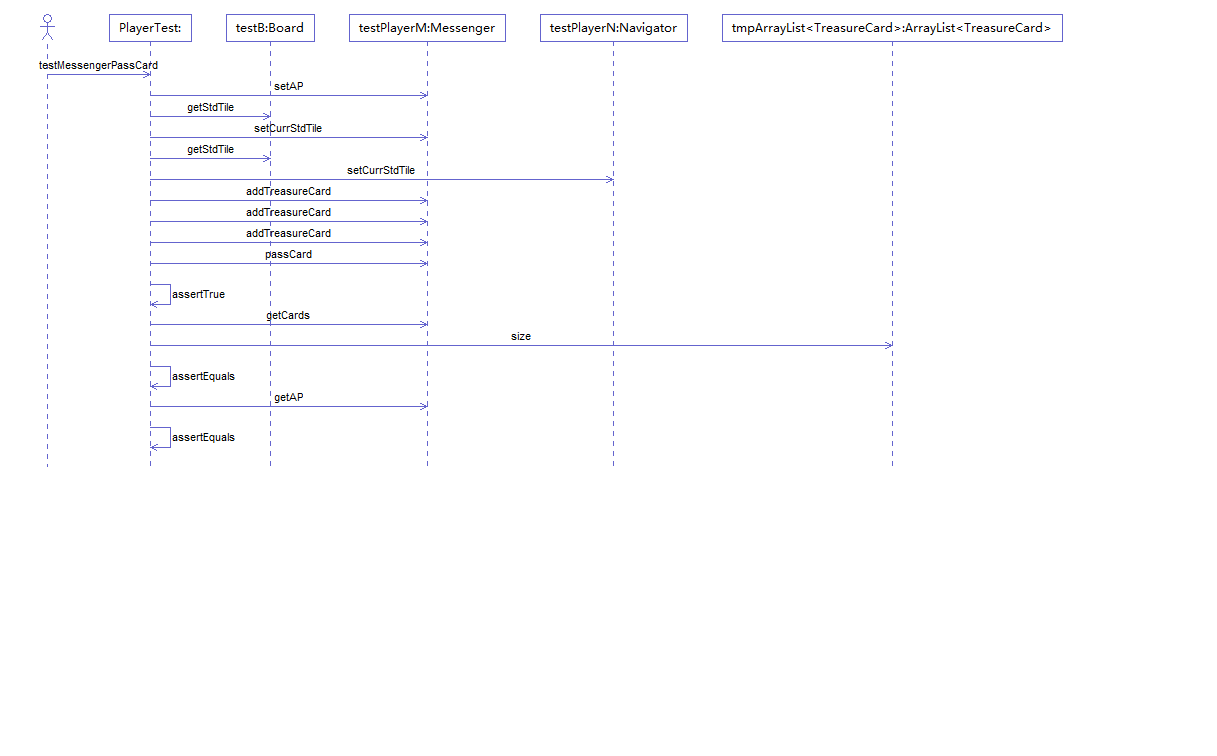 PlayerTest:
testB:Board
testPlayerM:Messenger
testPlayerN:Navigator
tmpArrayList<TreasureCard>:ArrayList<TreasureCard>
testMessengerPassCard
setAP
getStdTile
setCurrStdTile
getStdTile
setCurrStdTile
addTreasureCard
addTreasureCard
addTreasureCard
passCard
assertTrue
getCards
size
assertEquals
getAP
assertEquals